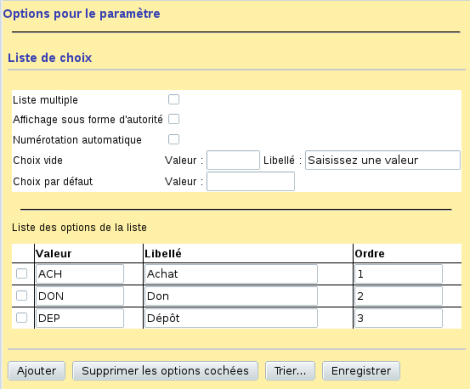 Options pour le paramètre
Liste de choix
Liste multiple
Affichage sous forme d'autorité
Numérotation automatique
Choix vide Valeur : Libellé : Saisissez une valeur
Choix par défaut Valeur :
Liste des options de la liste
Valeur Libellé Ordre
ACH Achat 1
DON Don 2
DEP Dépôt 3
Ajouter Supprimer les options cochées Trier... Enregistrer